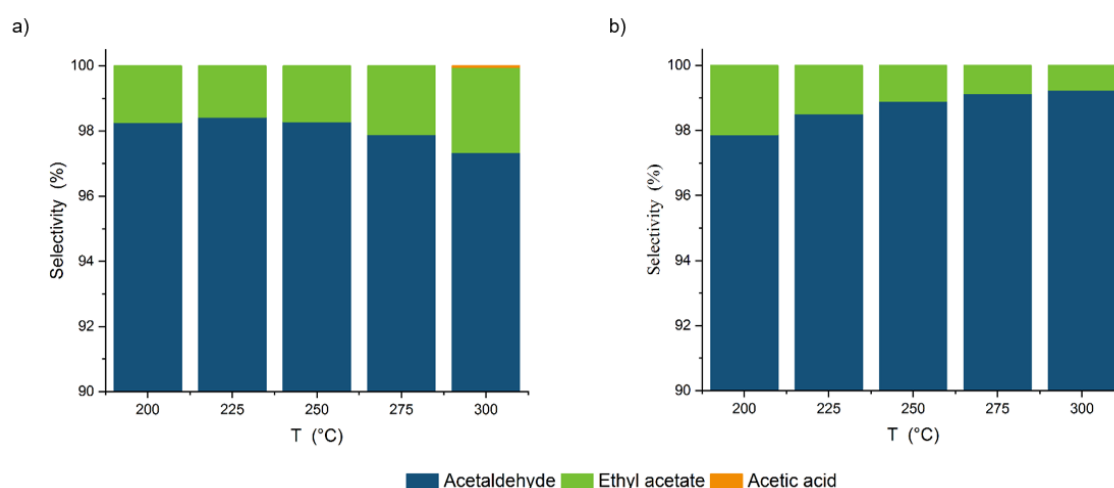 a)
Selectivity (%)
100
98
96
94
92
90
200 225 250 275 300
T (°C)
b)
Selectivity (%)
100
98
96
94
92
90
200 225 250 275 300
T (°C)
Acetaldehyde Ethyl acetate Acetic acid